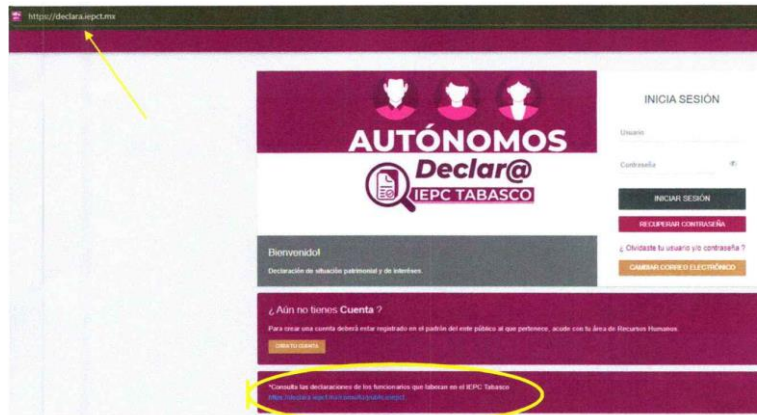 https://declara.iepct.mx
AUTÓNOMOS
Declar@
IEPC TABASCO
INICIA SESIÓN
Usuario
Contraseña
INICIAR SESIÓN
RECUPERAR CONTRASEÑA
¿ Olvidaste tu usuario y/o contraseña ?
CAMBIAR CORREO ELECTRÓNICO
Bienvenido!
Declaración de situación patrimonial y de intereses.
¿ Aún no tienes Cuenta ?
Para crear una cuenta deberá estar registrado en el padrón del ente público al que pertenece, acude con tu área de Recursos Humanos.
CREA TU CUENTA
*Consulta las declaraciones de los funcionarios que laboran en el IEPC Tabasco